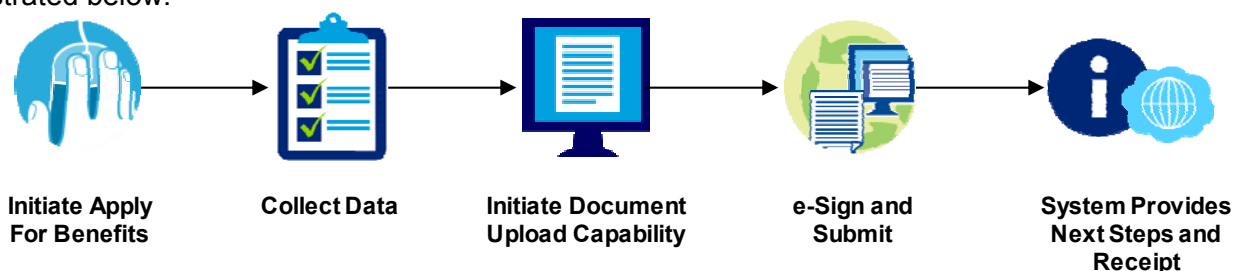 Initiate Apply
For Benefits
Collect Data
Initiate Document
Upload Capability
e-Sign and
Submit
System Provides
Next Steps and
Receipt